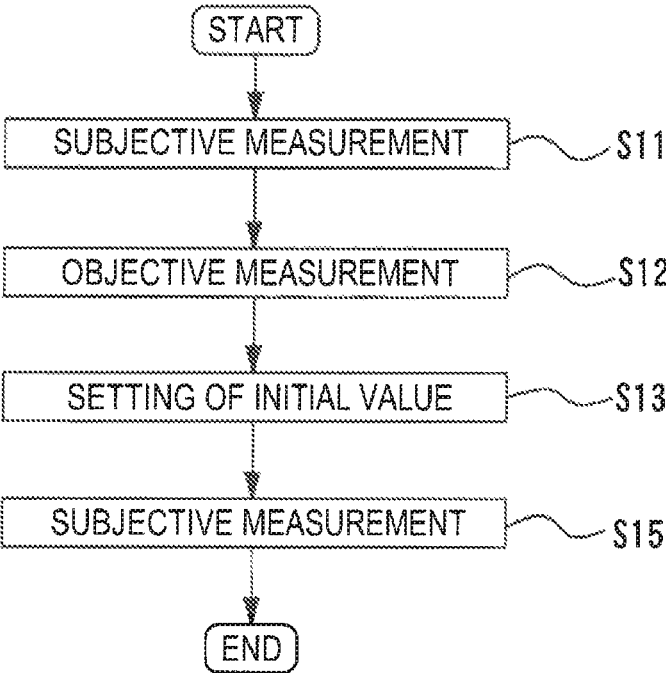 START
SUBJECTIVE MEASUREMENT S11
OBJECTIVE MEASUREMENT S12
SETTING OF INITIAL VALUE S13
SUBJECTIVE MEASUREMENT S15
END